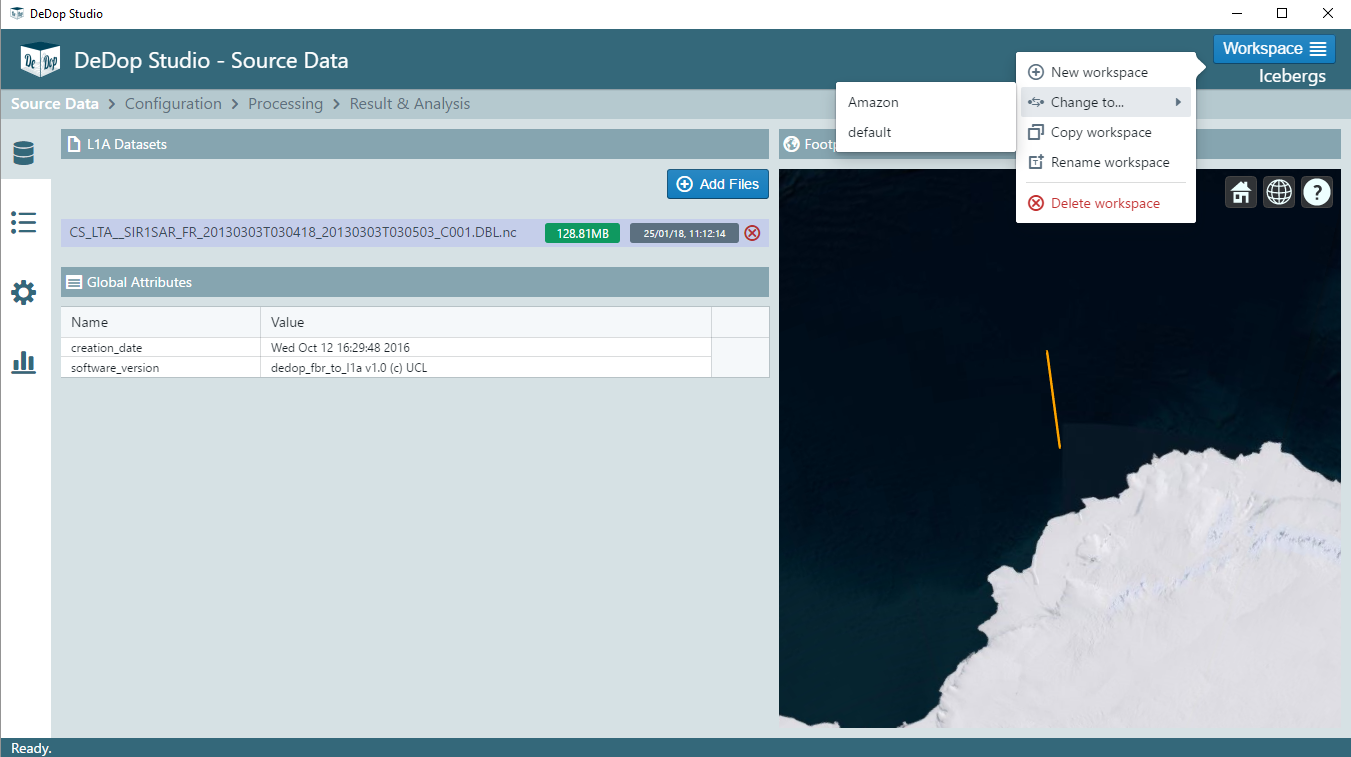 DeDop Studio
De Dop
DeDop Studio - Source Data
Workspace
Icebergs
Source Data > Configuration > Processing > Result & Analysis
New workspace
Change to...
Copy workspace
Rename workspace
Delete workspace
Amazon
default
L1A Datasets
Add Files
CS_LTA__SIR1SAR_FR_20130303T030418_20130303T030503_C001.DBL.nc 128.81MB 25/01/18, 11:12:14
Global Attributes
Name Value
creation_date Wed Oct 12 16:29:48 2016
software_version dedop_fbr_to_l1a v1.0 (c) UCL
?
Ready.